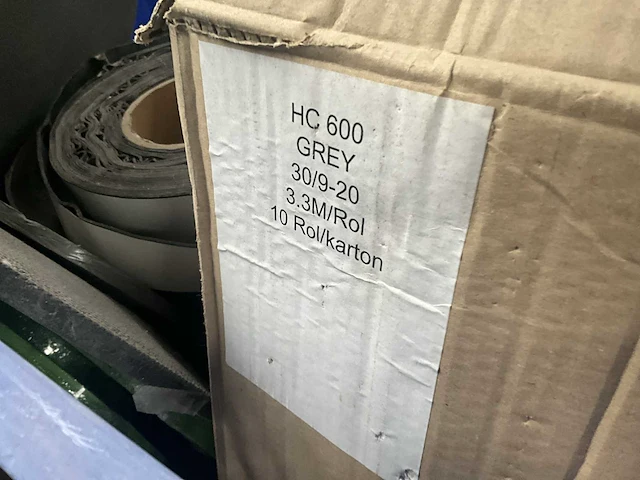 HC 600
GREY
30/9-20
3.3M/Rol
10 Rol/karton